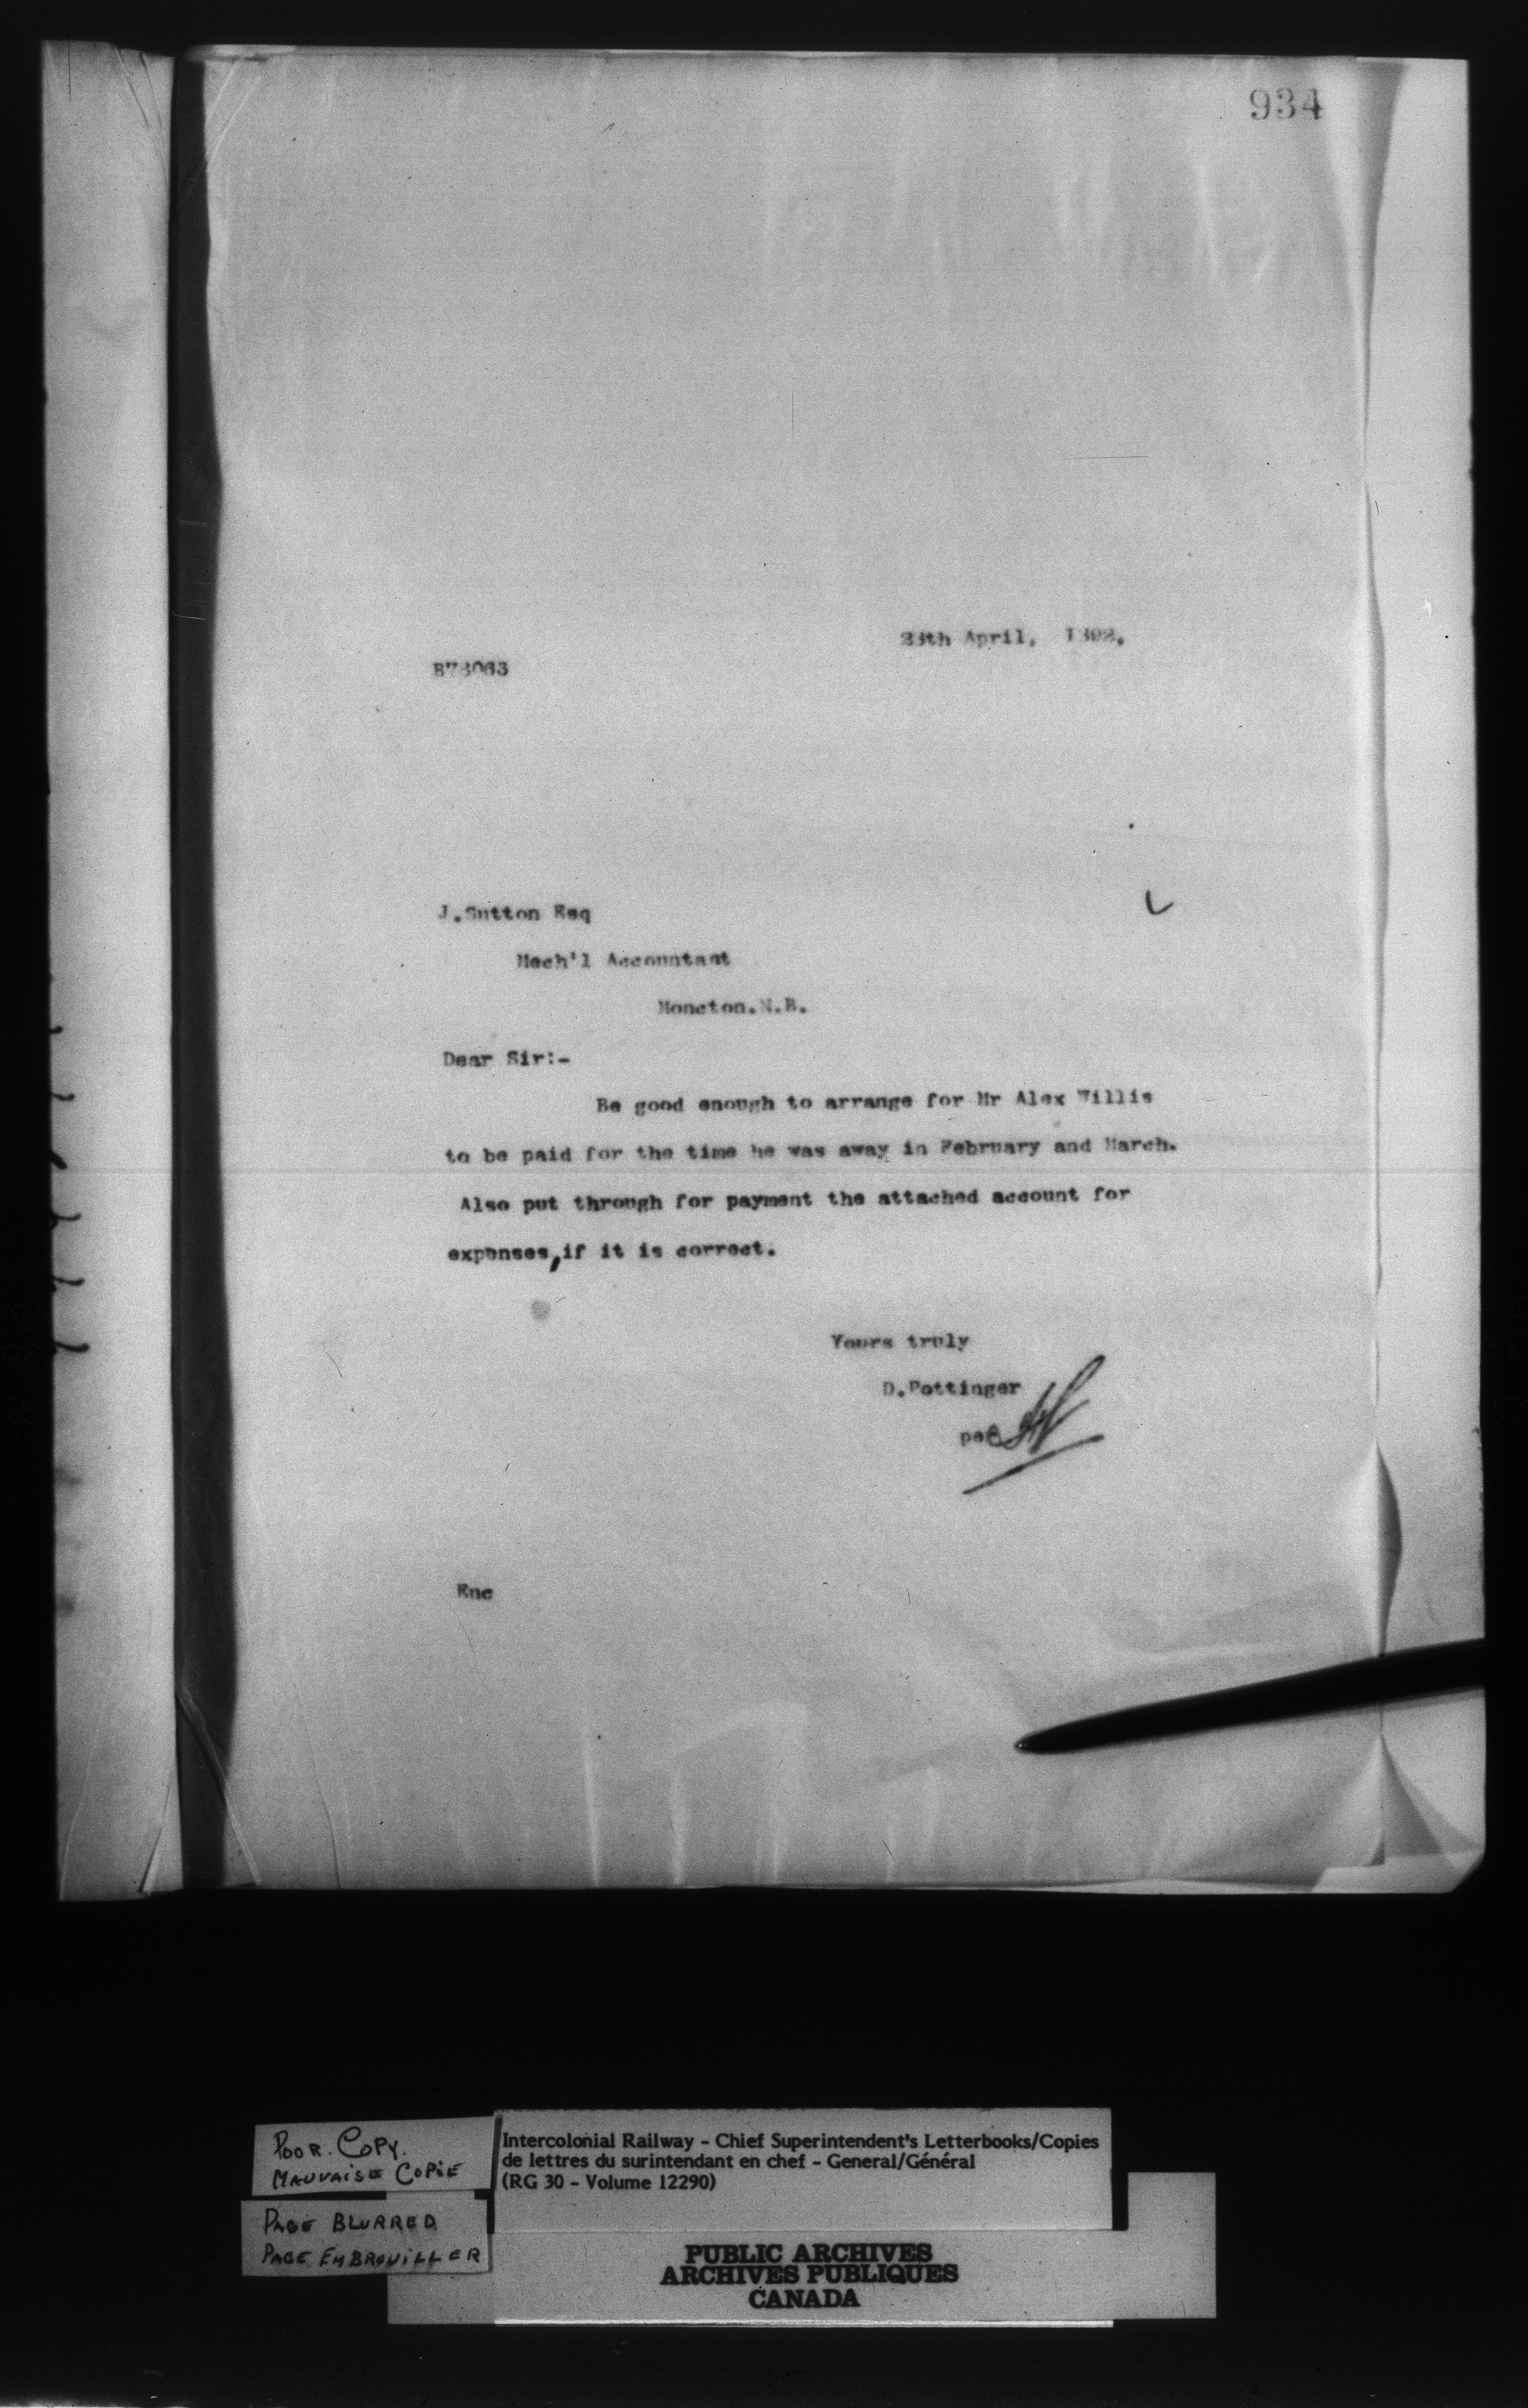 934
28th April, 1892.
B78063
J.Sutton Esq
Mech'l Accountant
Moncton.N.B.
Dear Sir:-
Be good enough to arrange for Mr Alex Willis
to be paid for the time he was away in February and March.
Also put through for payment the attached account for
expenses,if it is correct.
Yours truly
D.Pottinger
per
Enc
POOR. COPY.
MAUVAISE COPIE
PAGE BLURRED
PAGE EMBROUILLER
Intercolonial Railway - Chief Superintendent's Letterbooks/Copies
de lettres du surintendant en chef - General/Général
(RG 30 - Volume 12290)
PUBLIC ARCHIVES
ARCHIVES PUBLIQUES
CANADA